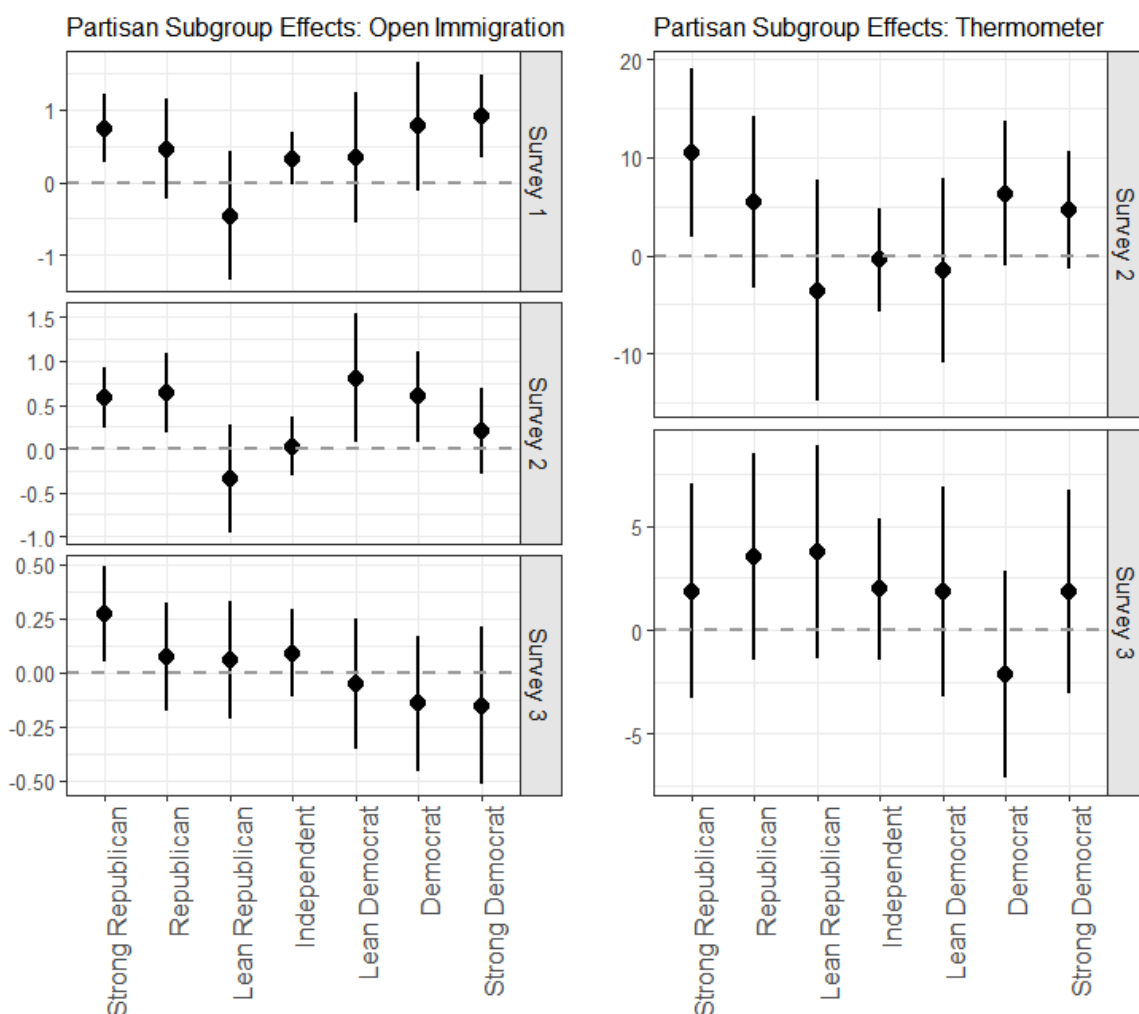 Partisan Subgroup Effects: Open Immigration
1
0
-1
Survey 1
1.5
1.0
0.5
0.0
-0.5
-1.0
Survey 2
0.50
0.25
0.00
-0.25
-0.50
Survey 3
Strong Republican
Republican
Lean Republican
Independent
Lean Democrat
Democrat
Strong Democrat
Partisan Subgroup Effects: Thermometer
20
10
0
-10
Survey 2
5
0
-5
Survey 3
Strong Republican
Republican
Lean Republican
Independent
Lean Democrat
Democrat
Strong Democrat